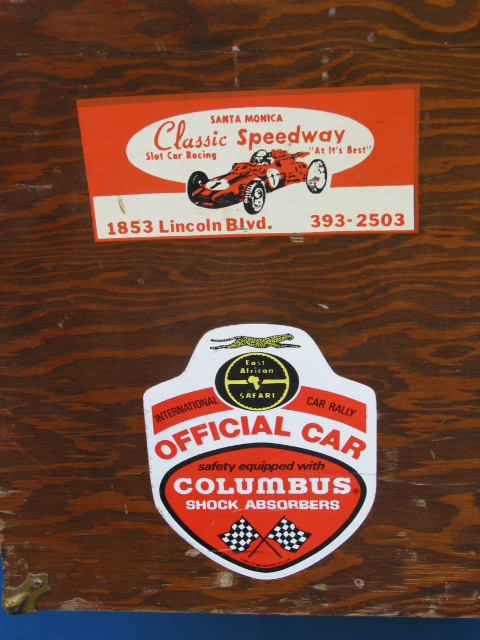 SANTA MONICA
Classic Speedway
Slot Car Racing "At It's Best"
1
1853 Lincoln Blvd. 393-2503
East
African
SAFARI
INTERNATIONAL CAR RALLY
OFFICIAL CAR
safety equipped with
COLUMBUS®
SHOCK ABSORBERS